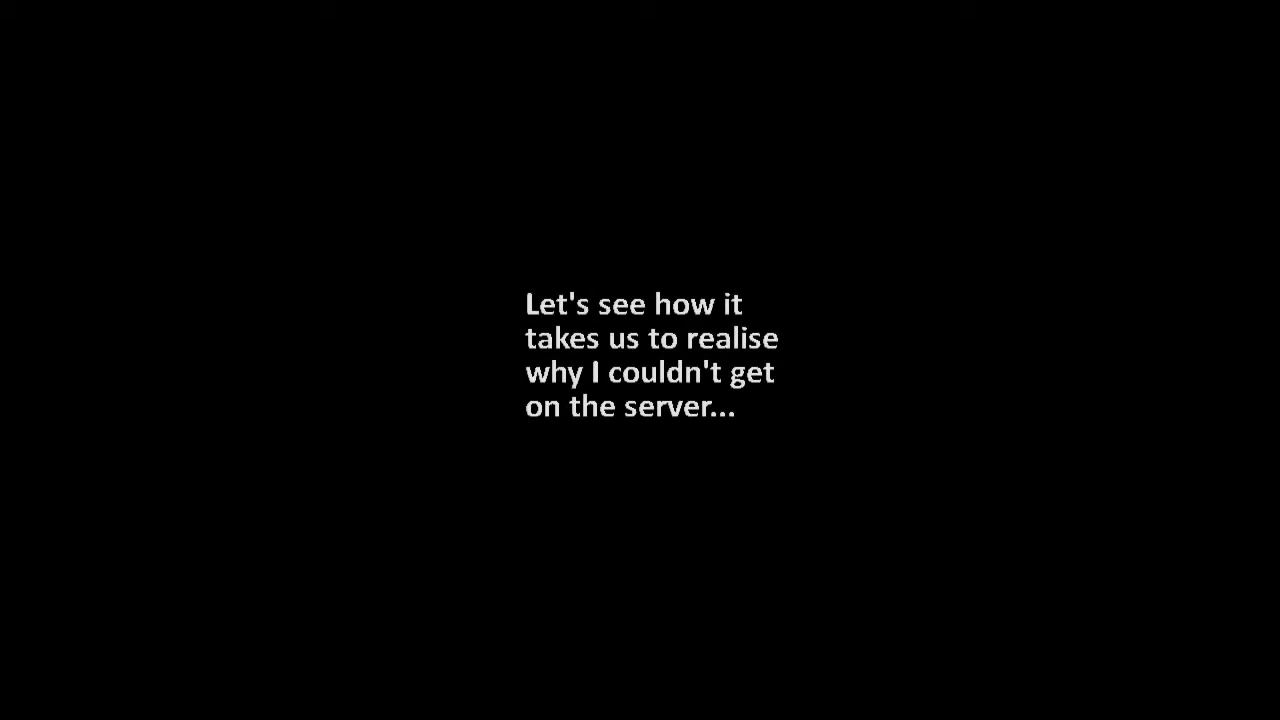 Let's see how it
takes us to realise
why I couldn't get
on the server...